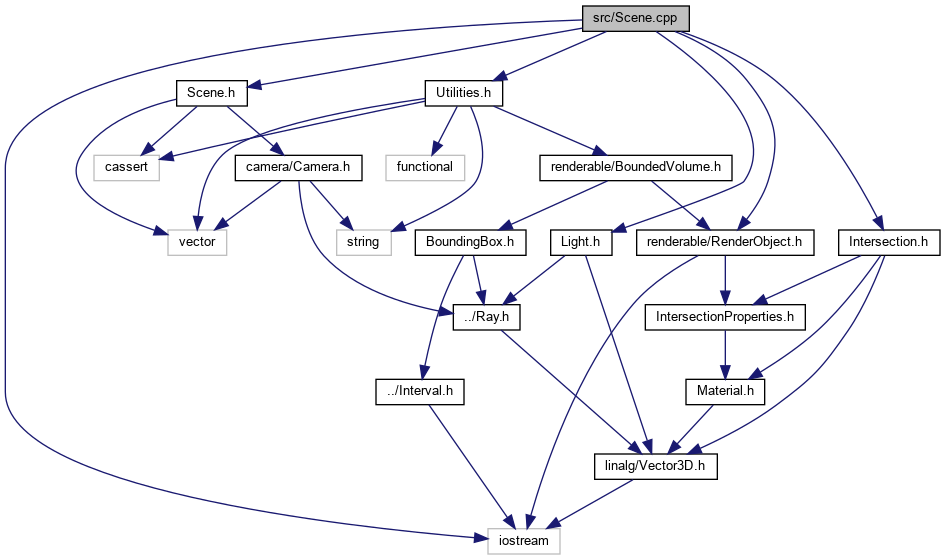 src/Scene.cpp
Scene.h
Utilities.h
cassert
camera/Camera.h
functional
renderable/BoundedVolume.h
vector
string
BoundingBox.h
Light.h
renderable/RenderObject.h
Intersection.h
../Ray.h
IntersectionProperties.h
../Interval.h
Material.h
linalg/Vector3D.h
iostream